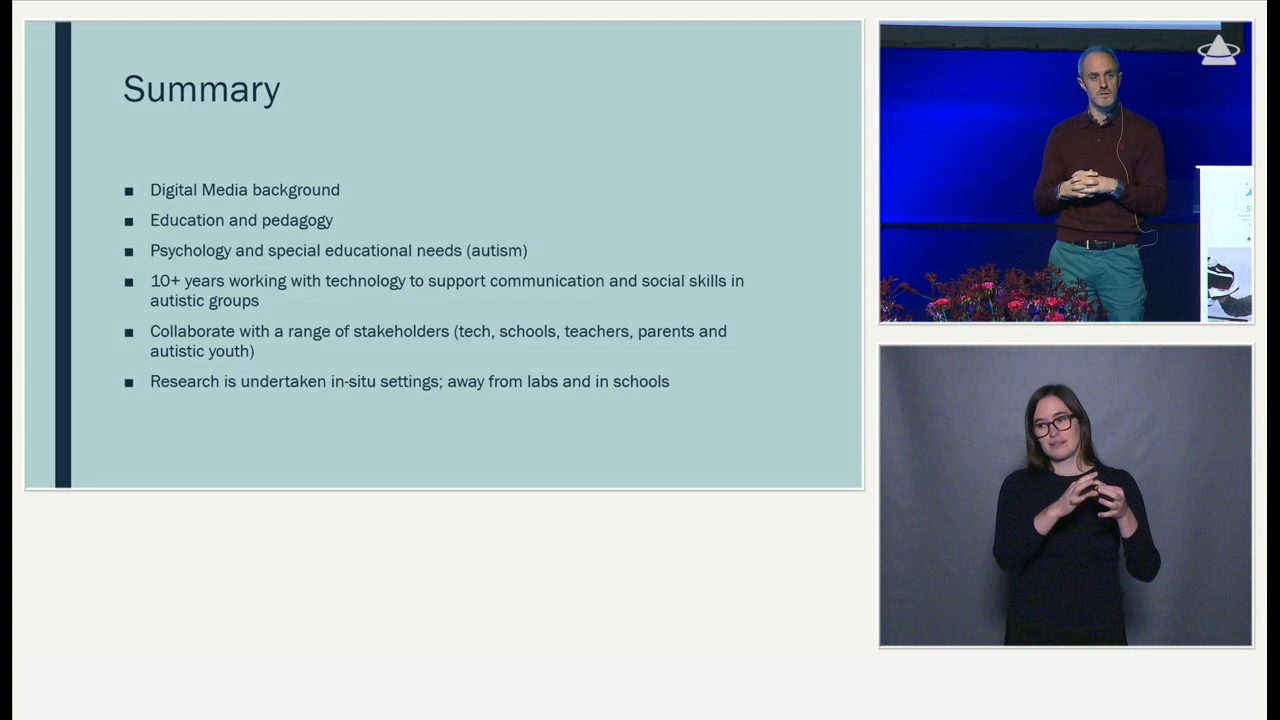 Summary
■ Digital Media background
■ Education and pedagogy
■ Psychology and special educational needs (autism)
■ 10+ years working with technology to support communication and social skills in
autistic groups
■ Collaborate with a range of stakeholders (tech, schools, teachers, parents and
autistic youth)
■ Research is undertaken in-situ settings; away from labs and in schools